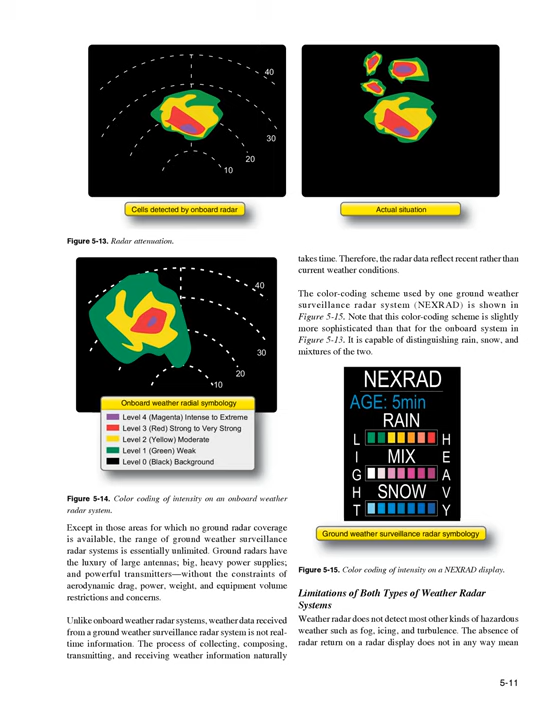 40
30
20
10
Cells detected by onboard radar
Actual situation
Figure 5-13. Radar attenuation.
40
30
20
10
Onboard weather radial symbology
Level 4 (Magenta) Intense to Extreme
Level 3 (Red) Strong to Very Strong
Level 2 (Yellow) Moderate
Level 1 (Green) Weak
Level 0 (Black) Background
Figure 5-14. Color coding of intensity on an onboard weather
radar system.
Except in those areas for which no ground radar coverage
is available, the range of ground weather surveillance
radar systems is essentially unlimited. Ground radars have
the luxury of large antennas; big, heavy power supplies;
and powerful transmitters—without the constraints of
aerodynamic drag, power, weight, and equipment volume
restrictions and concerns.
Unlike onboard weather radar systems, weather data received
from a ground weather surveillance radar system is not real-
time information. The process of collecting, composing,
transmitting, and receiving weather information naturally
takes time. Therefore, the radar data reflect recent rather than
current weather conditions.
The color-coding scheme used by one ground weather
surveillance radar system (NEXRAD) is shown in
Figure 5-15. Note that this color-coding scheme is slightly
more sophisticated than that for the onboard system in
Figure 5-13. It is capable of distinguishing rain, snow, and
mixtures of the two.
NEXRAD
AGE: 5min
RAIN
MIX
SNOW
LIGHT
HEAVY
Ground weather surveillance radar symbology
Figure 5-15. Color coding of intensity on a NEXRAD display.
Limitations of Both Types of Weather Radar
Systems
Weather radar does not detect most other kinds of hazardous
weather such as fog, icing, and turbulence. The absence of
radar return on a radar display does not in any way mean
5-11